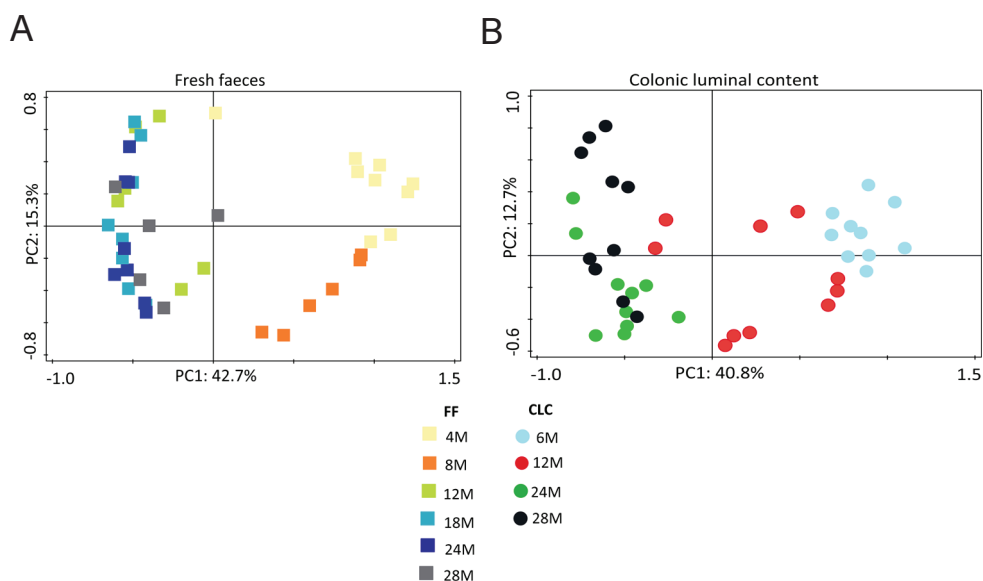 A
B
Fresh faeces
Colonic luminal content
0.8
PC2: 15.3%
-0.8
-1.0
PC1: 42.7%
1.5
1.0
PC2: 12.7%
-0.6
-1.0
PC1: 40.8%
1.5
FF
4M
8M
12M
18M
24M
28M
CLC
6M
12M
24M
28M